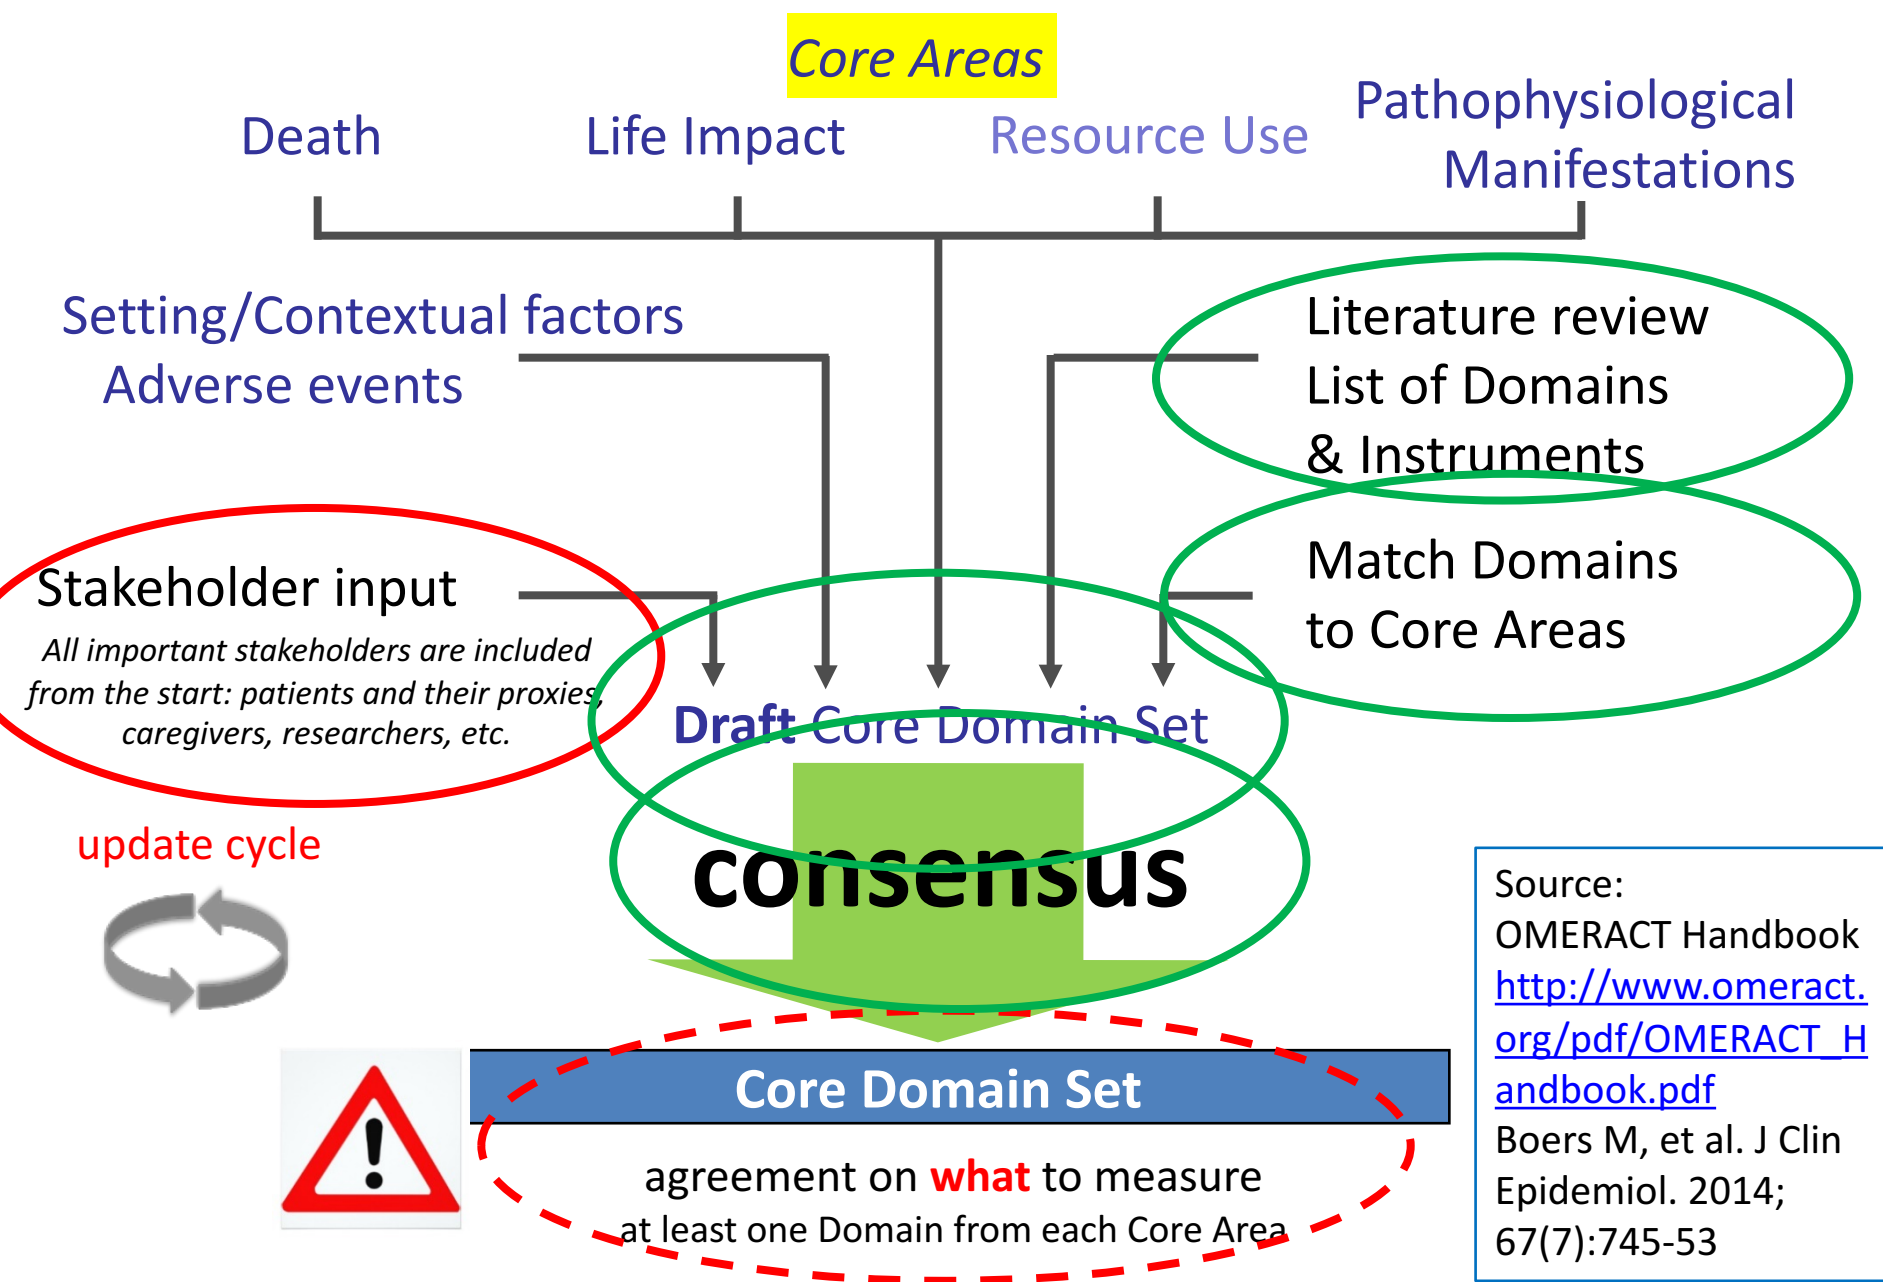 Core Areas
Death
Life Impact
Resource Use
Pathophysiological
Manifestations
Setting/Contextual factors
Adverse events
Literature review
List of Domains
& Instruments
Stakeholder input
All important stakeholders are included
from the start: patients and their proxies,
caregivers, researchers, etc.
Match Domains
to Core Areas
Draft Core Domain Set
update cycle
consensus
Core Domain Set
agreement on what to measure
at least one Domain from each Core Area
Source:
OMERACT Handbook
http://www.omeract.
org/pdf/OMERACT_H
andbook.pdf
Boers M, et al. J Clin
Epidemiol. 2014;
67(7):745-53